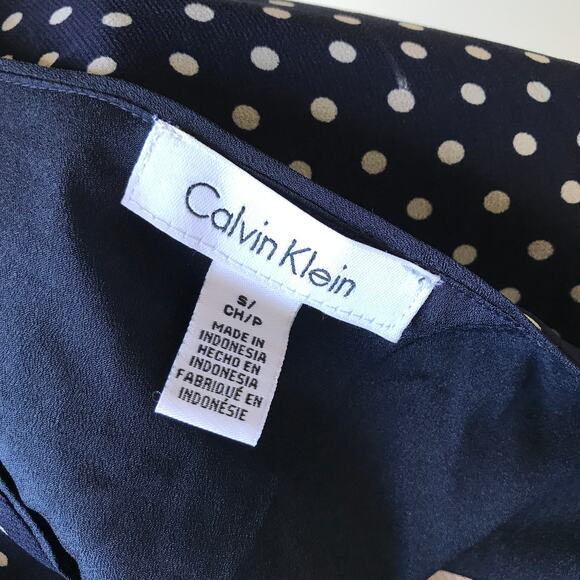 Calvin Klein
S/
CH/P
MADE IN
INDONESIA
HECHO EN
INDONESIA
FABRIQUÉ EN
INDONÉSIE